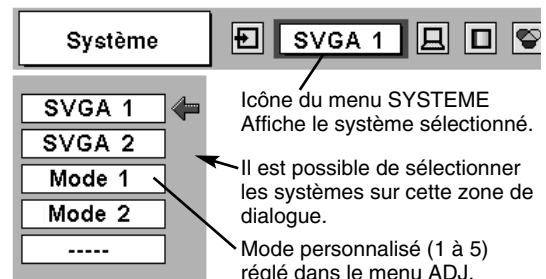 Système
SVGA 1
SVGA 1
SVGA 2
Mode 1
Mode 2
-----
Icône du menu SYSTEME
Affiche le système sélectionné.
Il est possible de sélectionner
les systèmes sur cette zone de
dialogue.
Mode personnalisé (1 à 5)
réglé dans le menu ADJ.